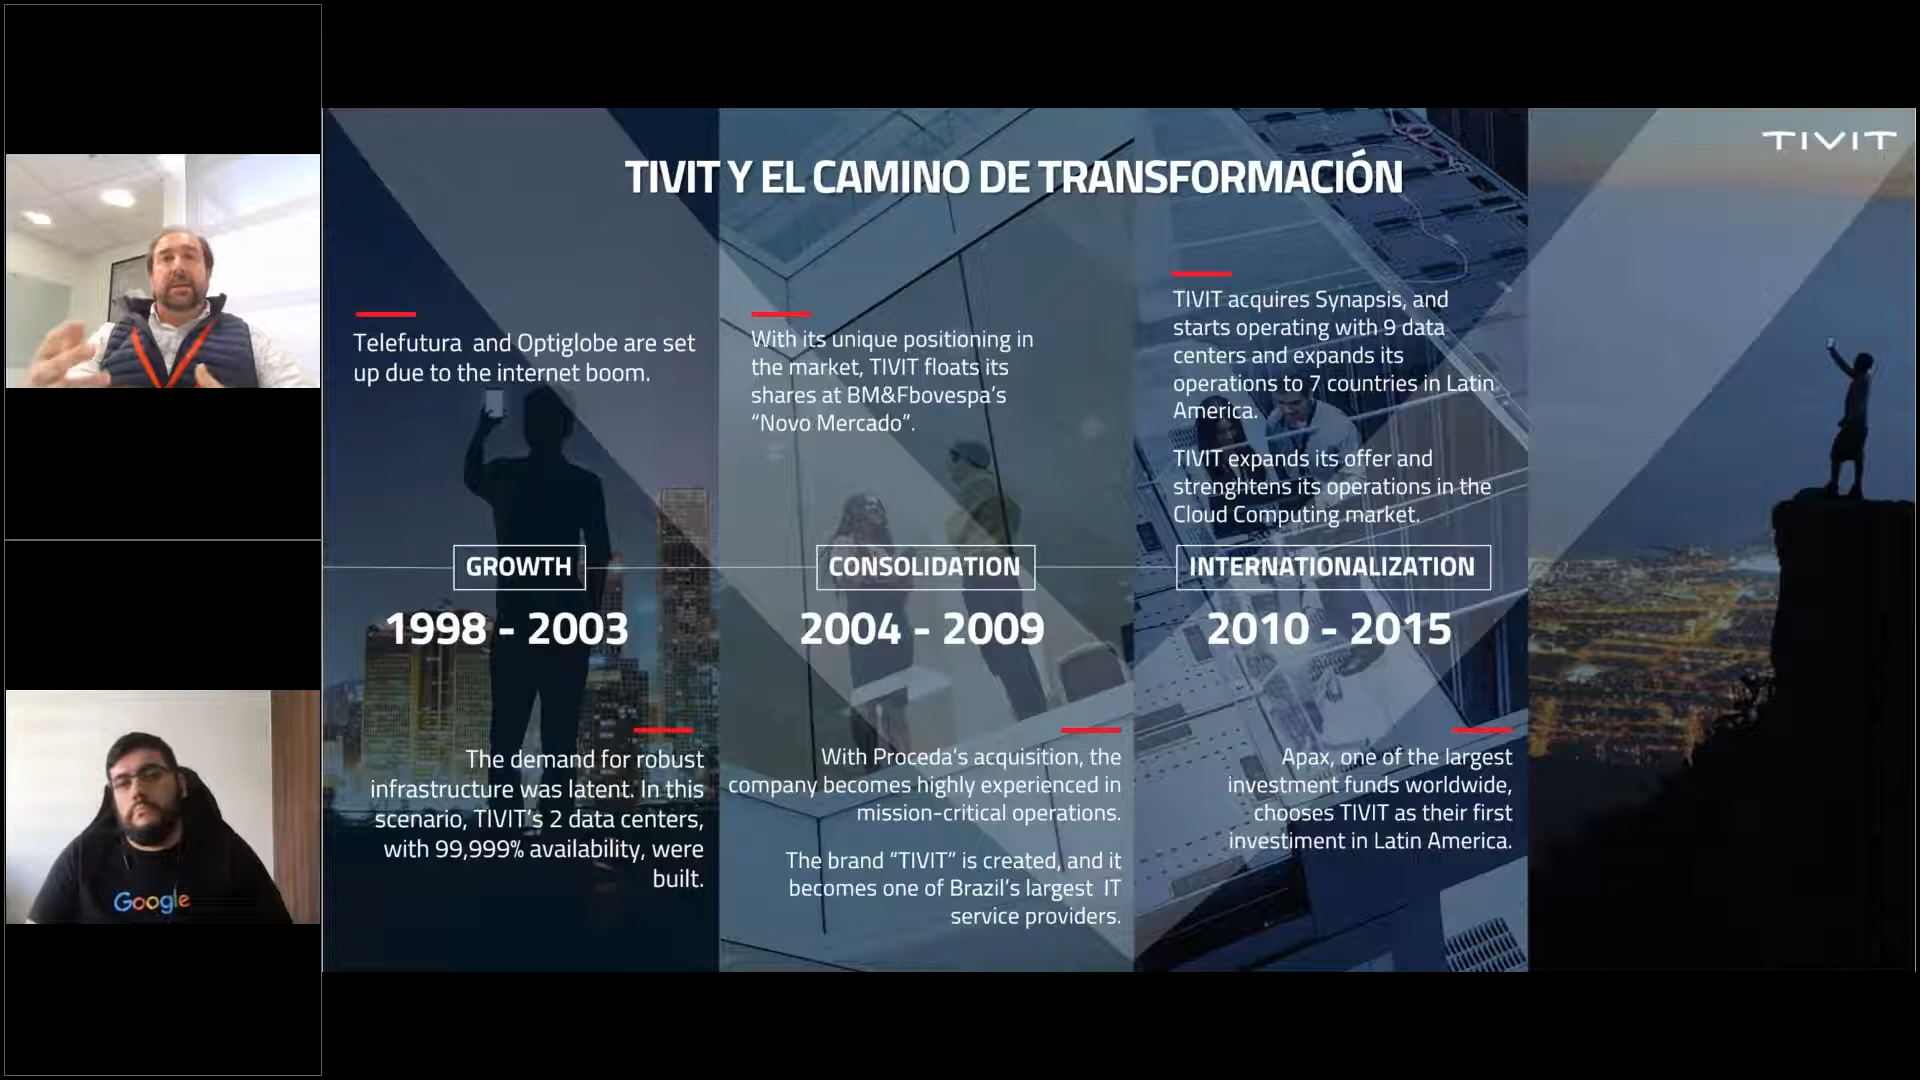 TIVIT
TIVIT Y EL CAMINO DE TRANSFORMACIÓN
Telefutura and Optiglobe are set
up due to the internet boom.
GROWTH
1998 - 2003
The demand for robust
infrastructure was latent. In this
scenario, TIVIT's 2 data centers,
with 99,999% availability, were
built.
With its unique positioning in
the market, TIVIT floats its
shares at BM&Fbovespa's
“Novo Mercado”.
CONSOLIDATION
2004 - 2009
With Proceda's acquisition, the
company becomes highly experienced in
mission-critical operations.
The brand “TIVIT” is created, and it
becomes one of Brazil's largest IT
service providers.
TIVIT acquires Synapsis, and
starts operating with 9 data
centers and expands its
operations to 7 countries in Latin
America.
TIVIT expands its offer and
strenghtens its operations in the
Cloud Computing market.
INTERNATIONALIZATION
2010 - 2015
Apax, one of the largest
investment funds worldwide,
chooses TIVIT as their first
investiment in Latin America.
Google